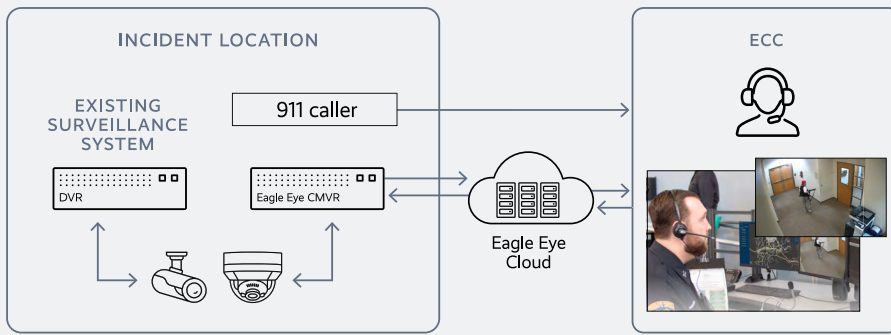 INCIDENT LOCATION
EXISTING
SURVEILLANCE
SYSTEM
911 caller
DVR
Eagle Eye CMVR
Eagle Eye
Cloud
ECC